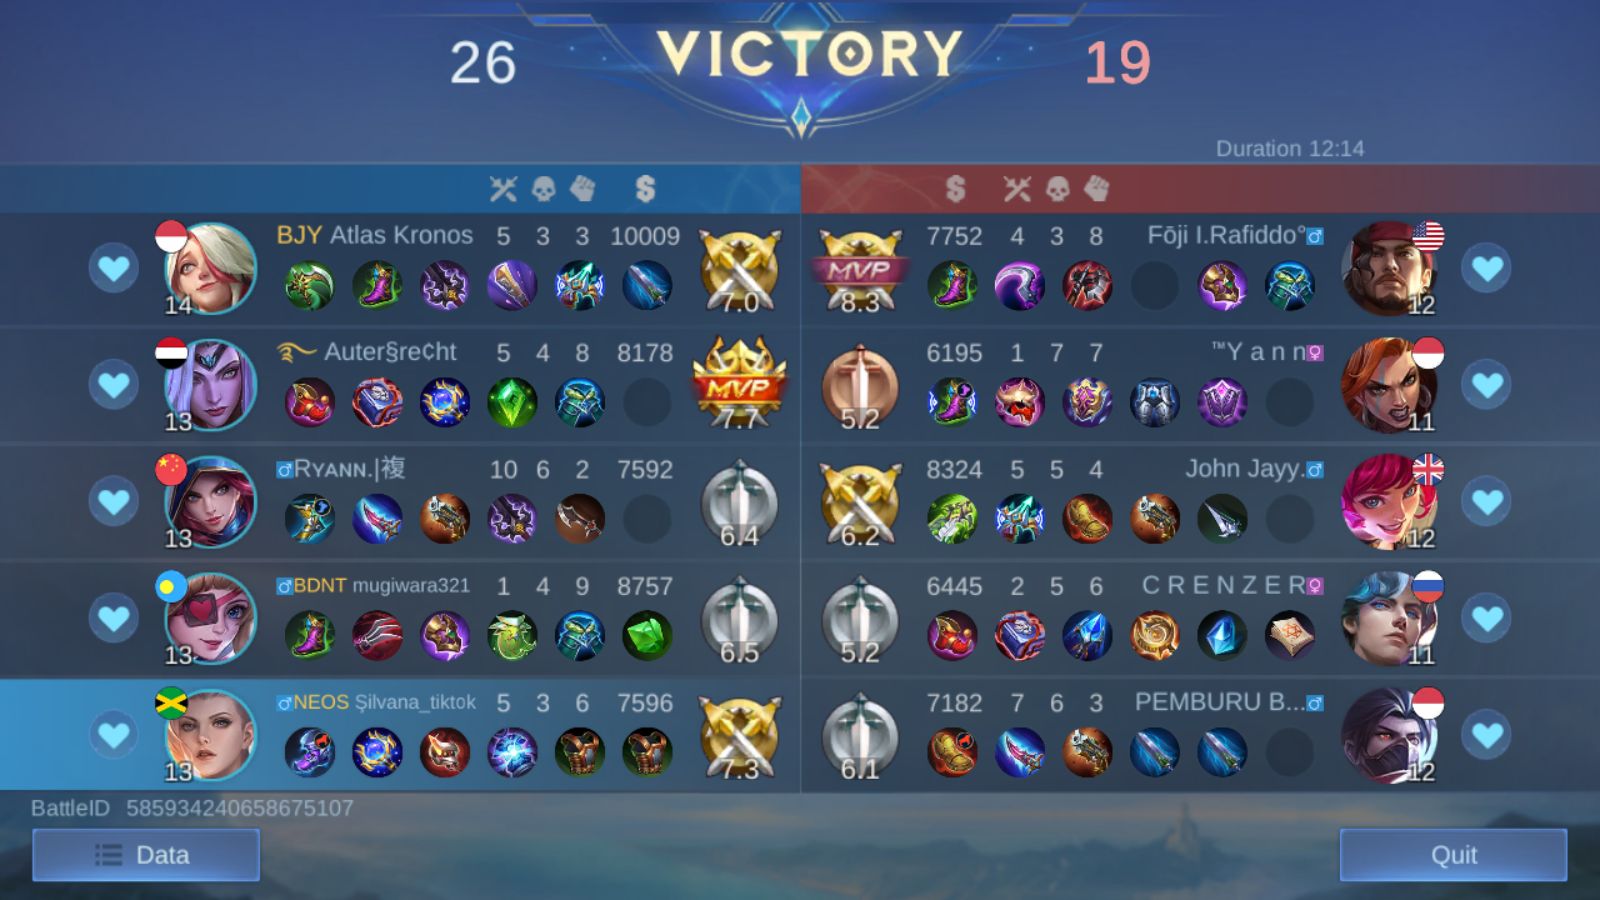 26 VICTORY 19
Duration 12:14
BJY Atlas Kronos 5 3 3 10009
14 7.0
7752 4 3 8 Fōji I.Rafiddo°♂
MVP 8.3 12
Auter§re¢ht 5 4 8 8178
13 MVP 7.7
6195 1 7 7 ™Y a n n♀
5.2 11
♂RYANN.|複 10 6 2 7592
13 6.4
8324 5 5 4 John Jayy.♂
6.2 12
♂BDNT mugiwara321 1 4 9 8757
13 6.5
6445 2 5 6 C R E N Z E R♀
5.2 11
♂NEOS Şilvana_tiktok 5 3 6 7596
13 7.3
7182 7 6 3 PEMBURU B...♂
6.1 12
BattleID 585934240658675107
Data
Quit